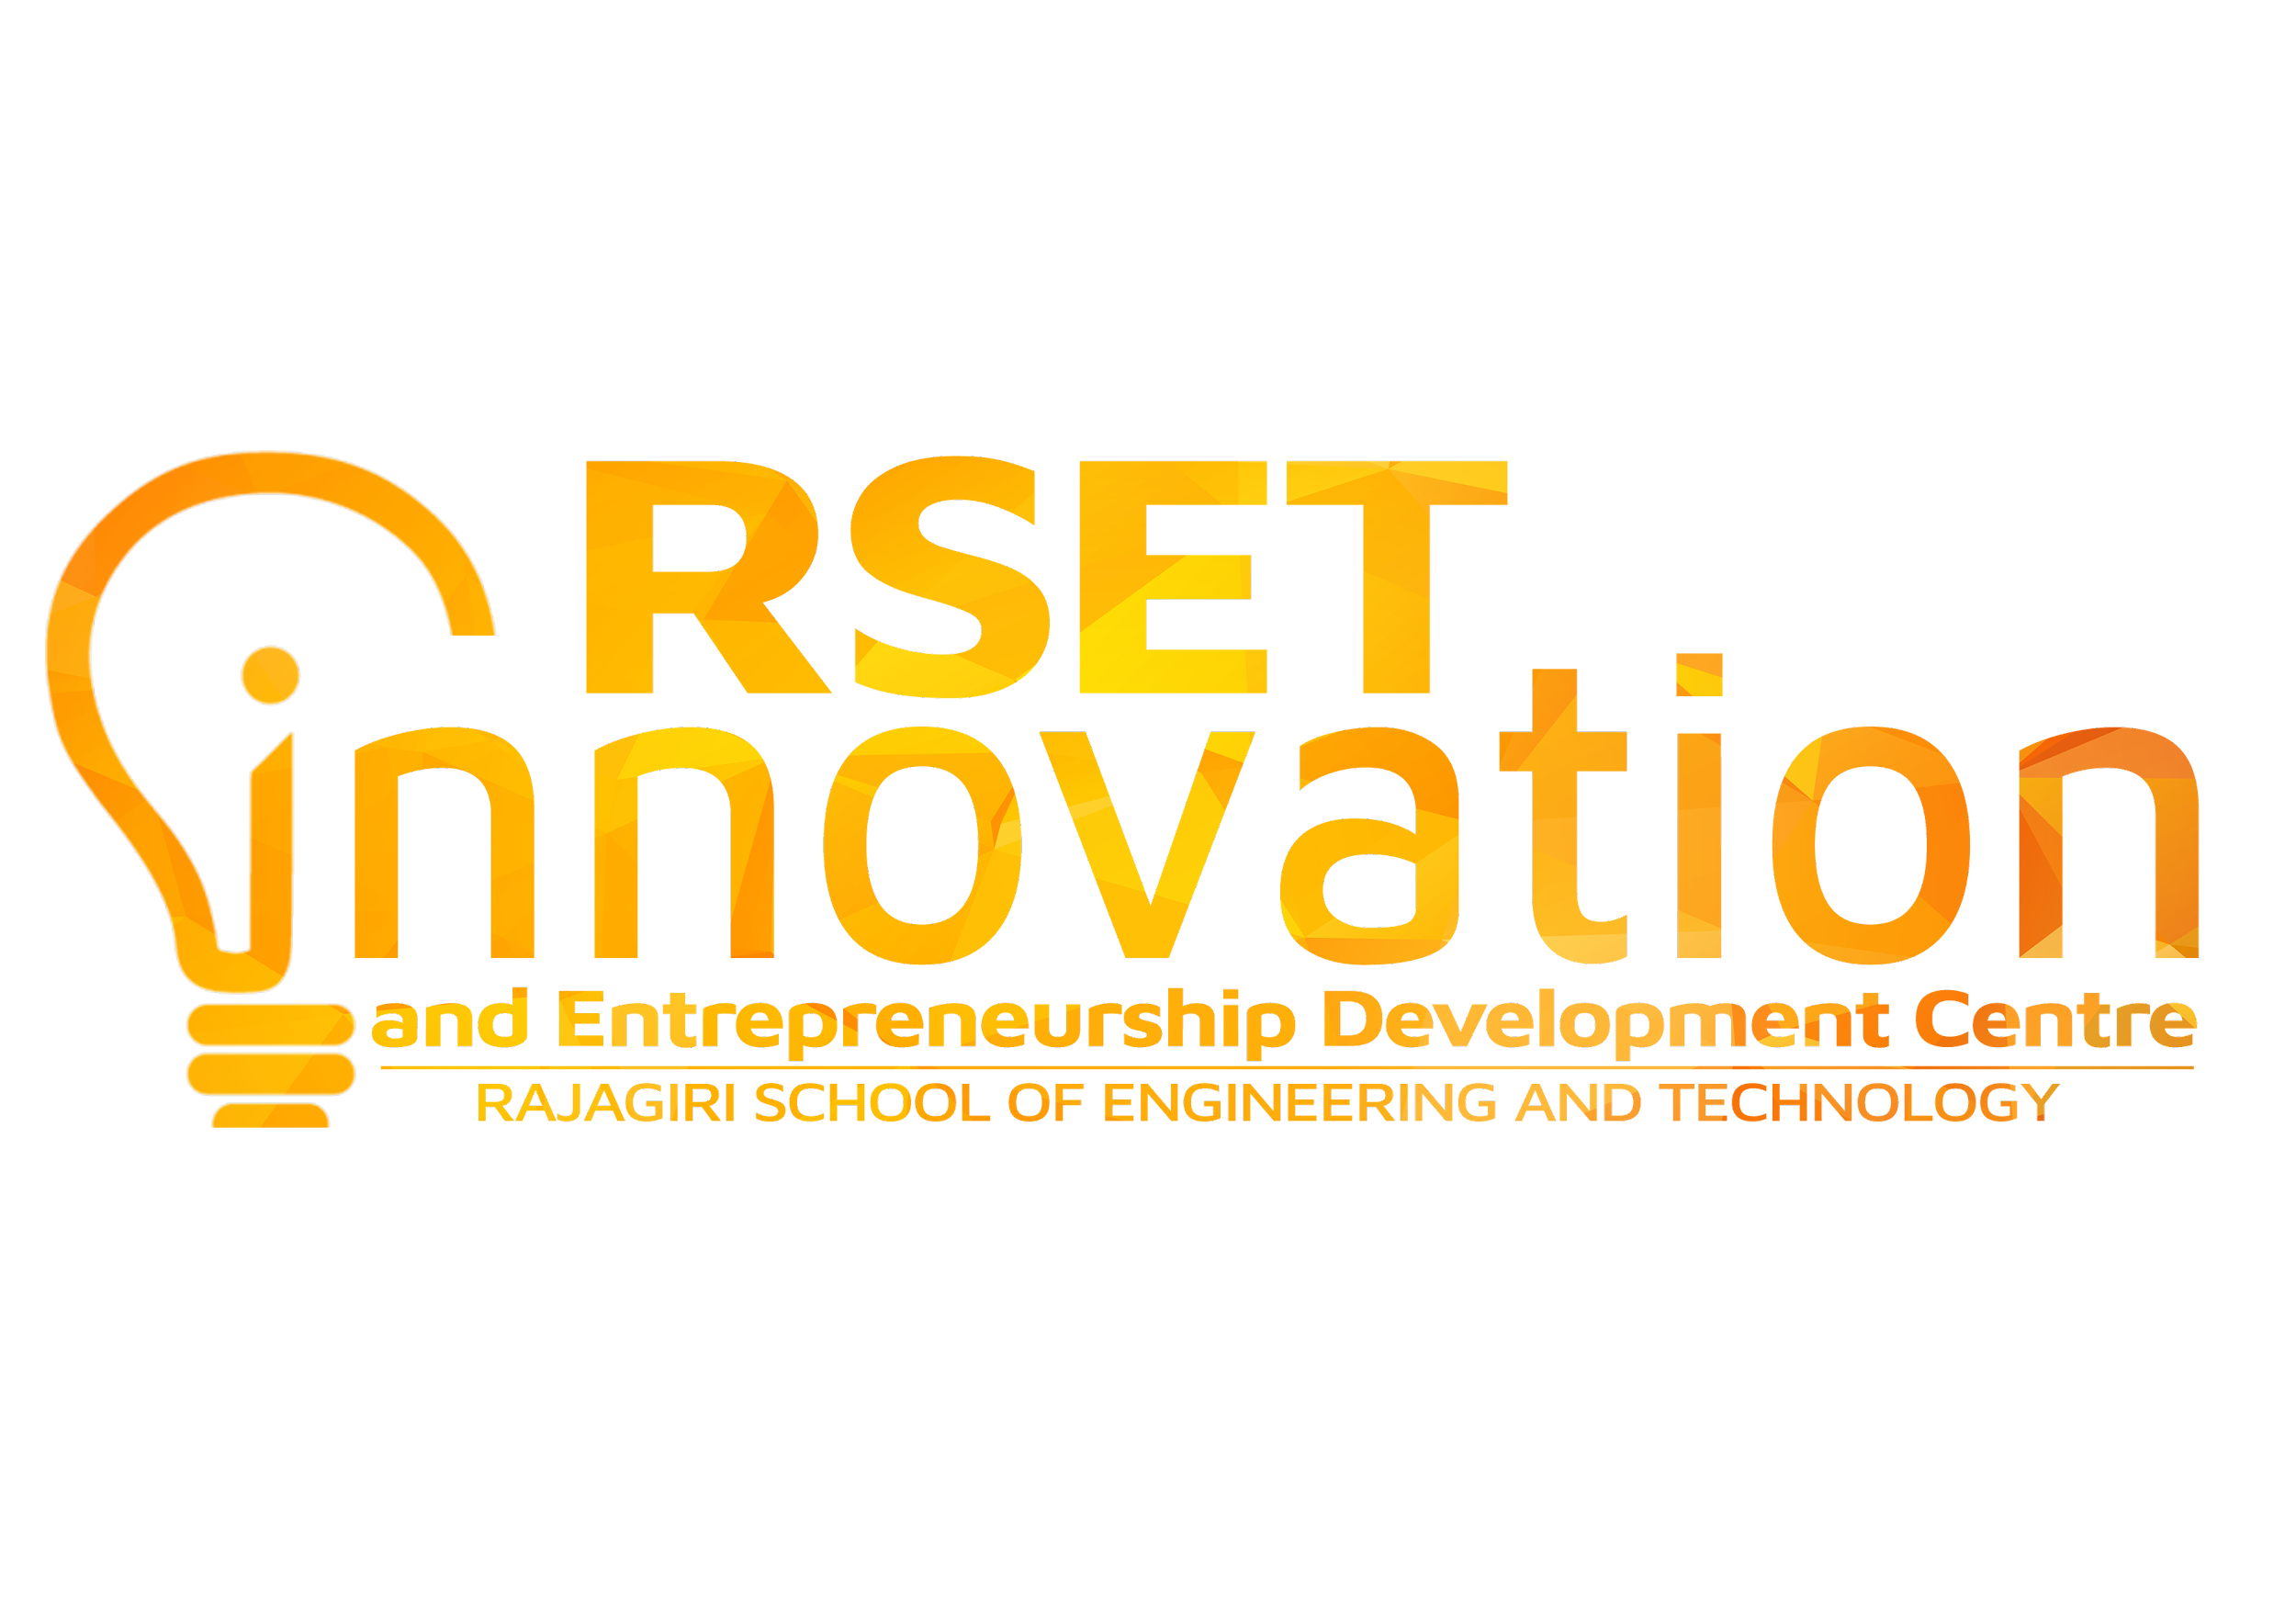 RSET
innovation
and Entrepreneurship Development Centre
RAJAGIRI SCHOOL OF ENGINEERING AND TECHNOLOGY